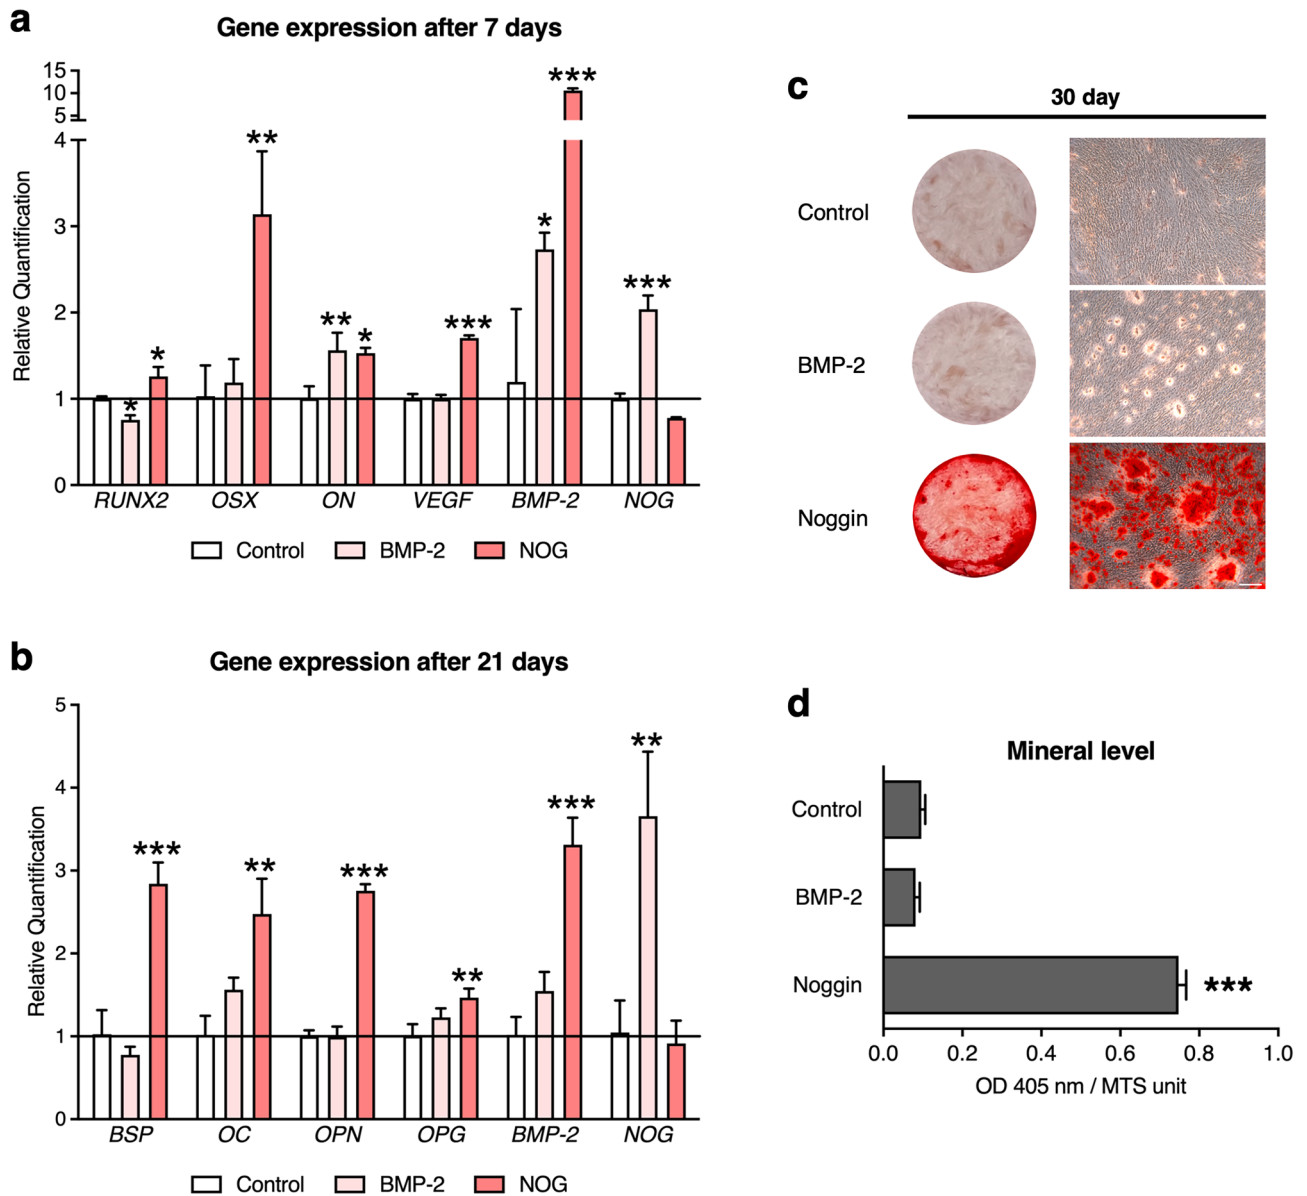 a
Gene expression after 7 days
15
10
5
4
3
2
1
0
Relative Quantification
* * ** ** * *** * *** ***
RUNX2 OSX ON VEGF BMP-2 NOG
Control BMP-2 NOG
b
Gene expression after 21 days
5
4
3
2
1
0
Relative Quantification
*** ** *** ** *** **
BSP OC OPN OPG BMP-2 NOG
Control BMP-2 NOG
c
30 day
Control
BMP-2
Noggin
d
Mineral level
Control
BMP-2
Noggin
***
0.0 0.2 0.4 0.6 0.8 1.0
OD 405 nm / MTS unit